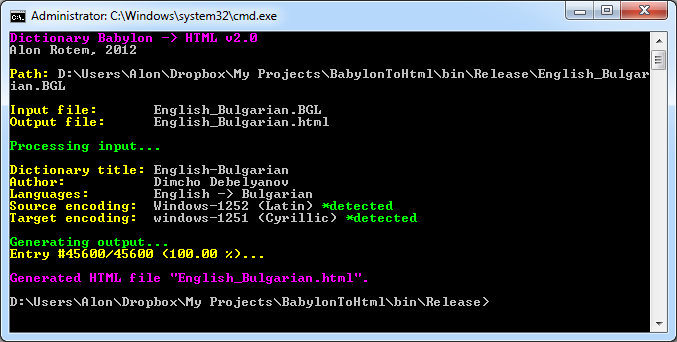 Administrator: C:\Windows\system32\cmd.exe
Dictionary Babylon -> HTML v2.0
Alon Rotem, 2012
Path: D:\Users\Alon\Dropbox\My Projects\BabylonToHtml\bin\Release\English_Bulgar
ian.BGL
Input file: English_Bulgarian.BGL
Output file: English_Bulgarian.html
Processing input...
Dictionary title: English-Bulgarian
Author: Dimcho Debelyanov
Languages: English -> Bulgarian
Source encoding: Windows-1252 (Latin) *detected
Target encoding: windows-1251 (Cyrillic) *detected
Generating output...
Entry #45600/45600 (100.00 %)...
Generated HTML file "English_Bulgarian.html".
D:\Users\Alon\Dropbox\My Projects\BabylonToHtml\bin\Release>